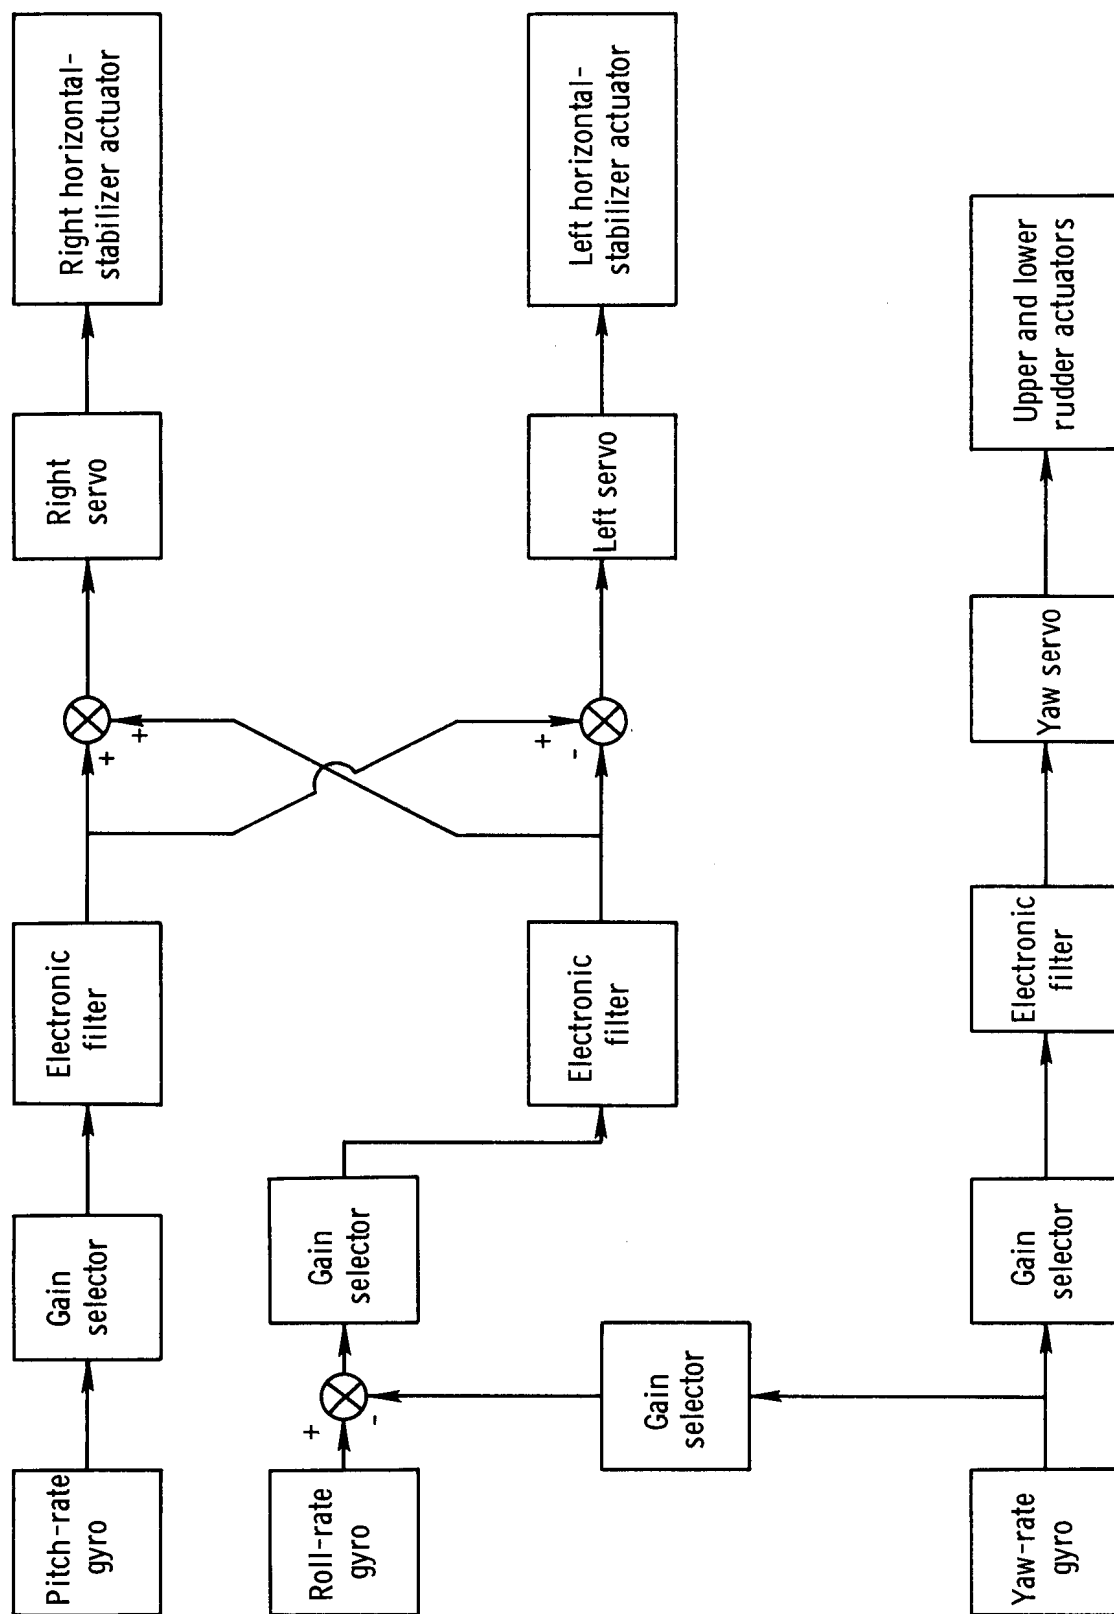 Pitch-rate
gyro
Gain
selector
Electronic
filter
+
+
Right
servo
Right horizontal-
stabilizer actuator
Roll-rate
gyro
+
-
Gain
selector
Electronic
filter
+
-
Left servo
Left horizontal-
stabilizer actuator
Gain
selector
Yaw-rate
gyro
Gain
selector
Electronic
filter
Yaw servo
Upper and lower
rudder actuators